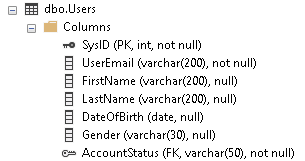 dbo.Users
Columns
SysID (PK, int, not null)
UserEmail (varchar(200), not null)
FirstName (varchar(200), null)
LastName (varchar(200), null)
DateOfBirth (date, null)
Gender (varchar(30), null)
AccountStatus (FK, varchar(50), not null)